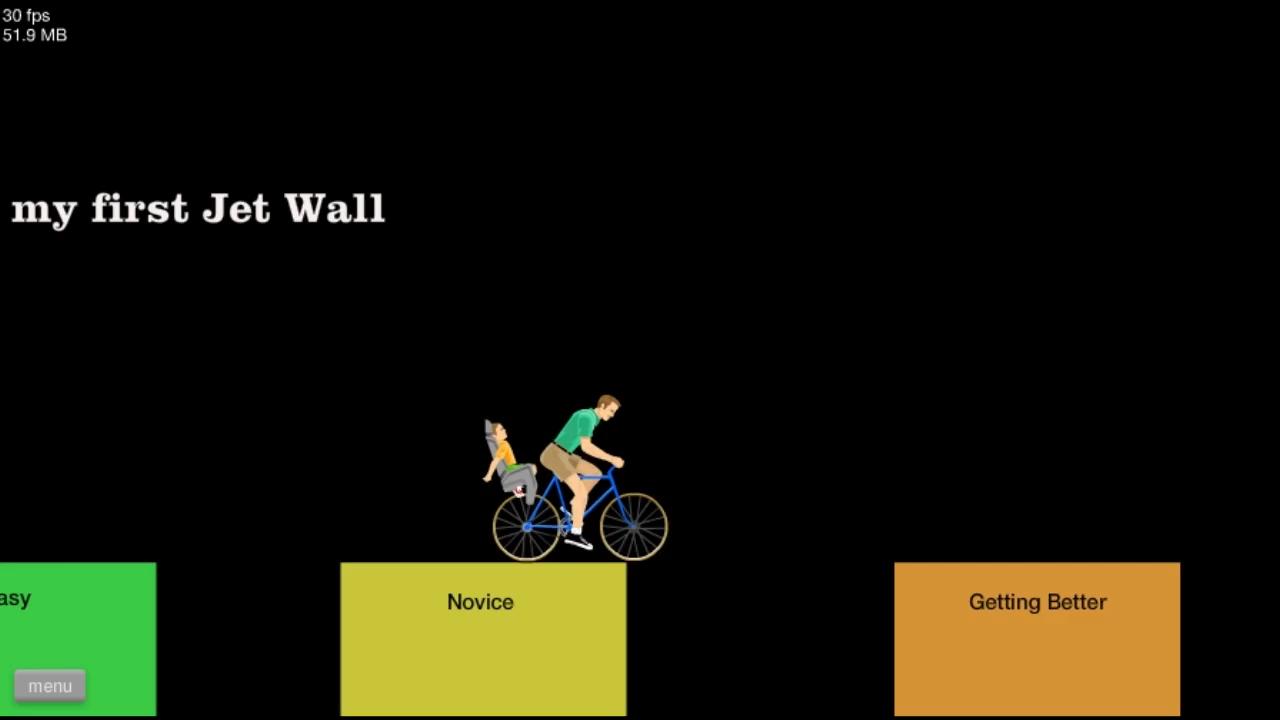 30 fps
51.9 MB
my first Jet Wall
asy
Novice
Getting Better
menu